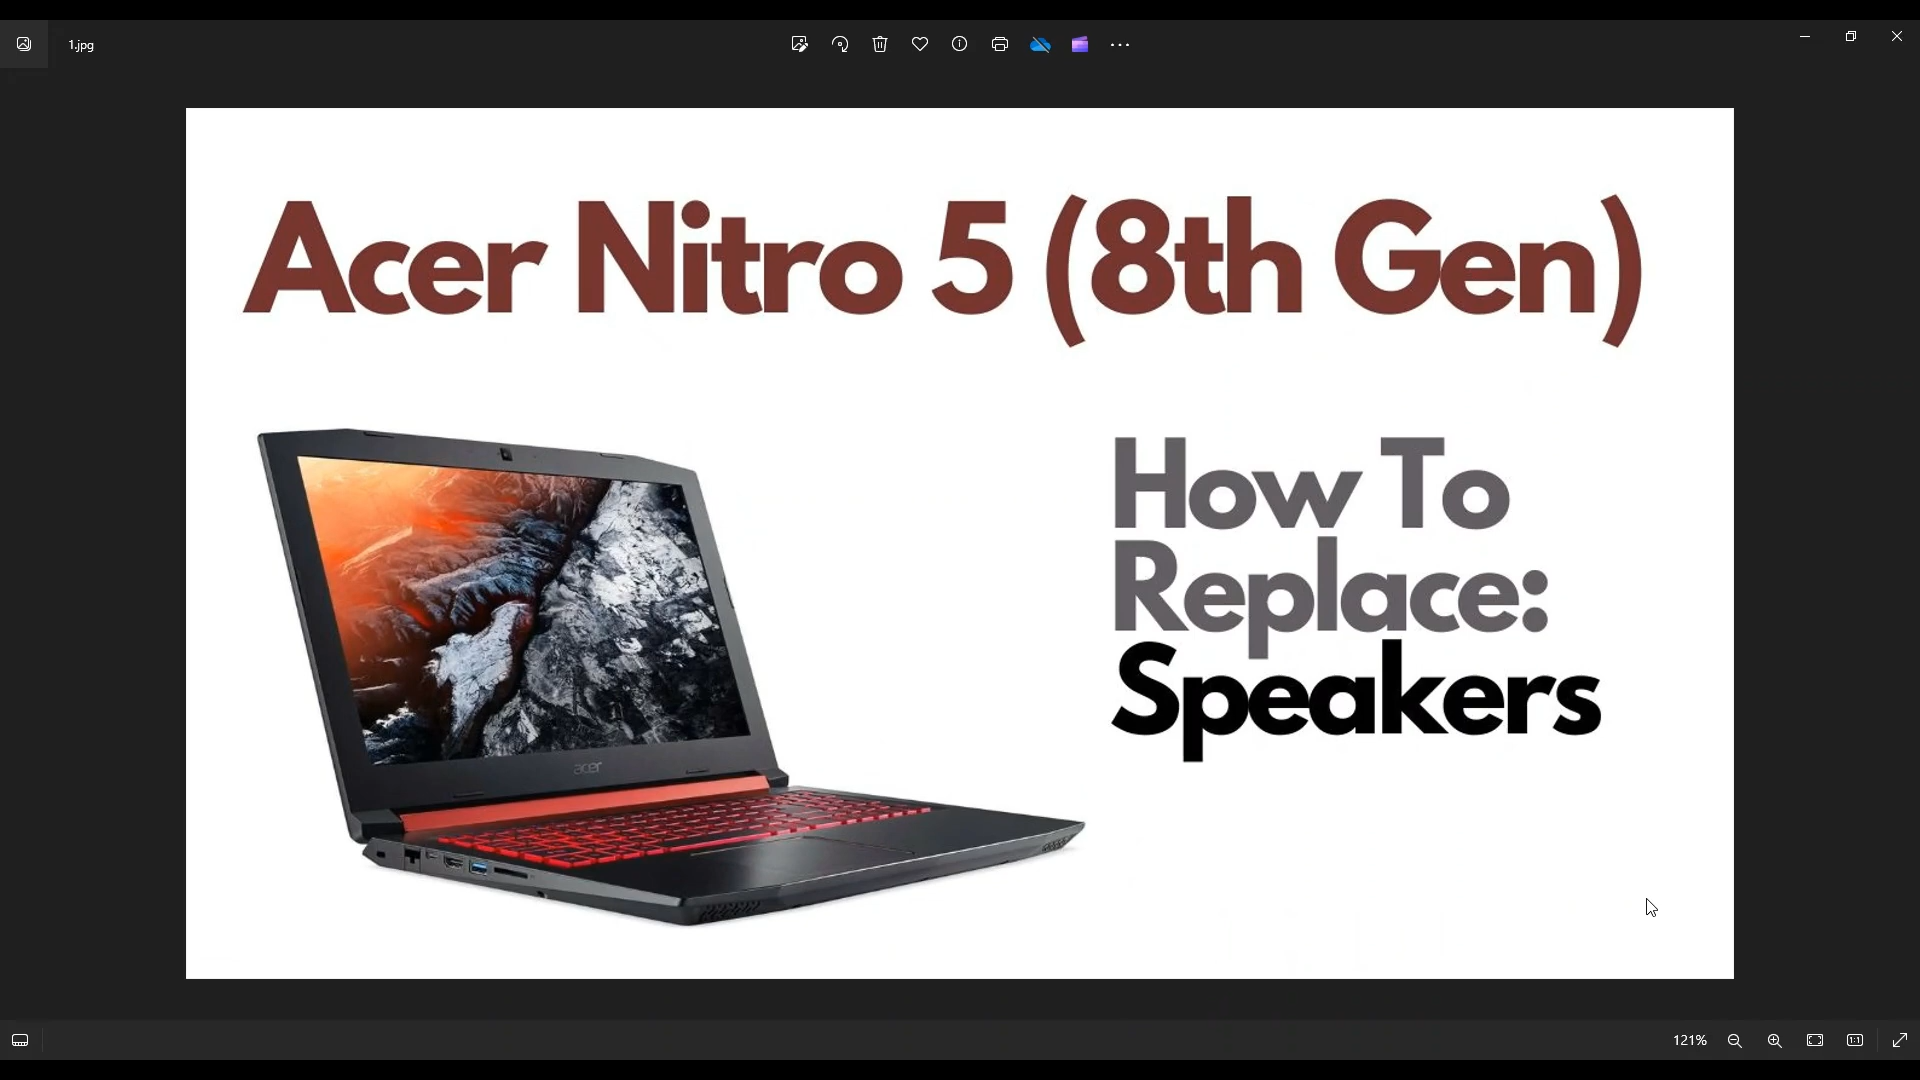 1.jpg
Acer Nitro 5 (8th Gen)
How To
Replace:
Speakers
acer
121%